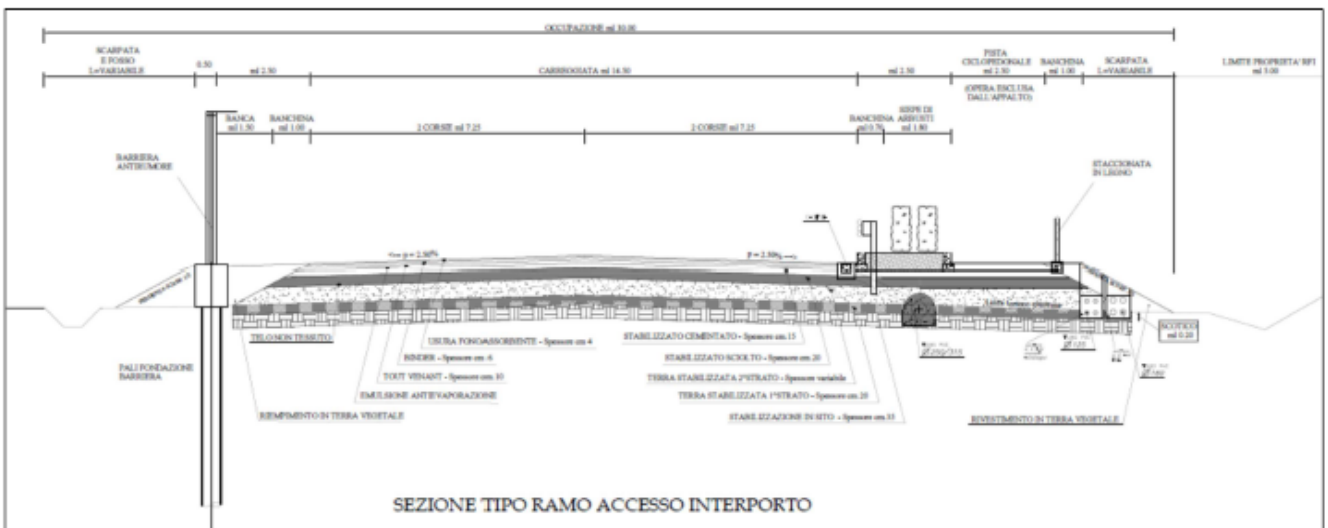 OCCUPAZIONE ml 30.00
SCARPATA
E FOSSO
L=VARIABILE
0.50
ml 2.50
CARREGGIATA ml 14.50
ml 2.50
PISTA
CICLOPEDONALE
ml 2.50
(OPERA ESCLUSA
DALL'APPALTO)
BANCHINA
ml 1.00
SCARPATA
L=VARIABILE
LIMITE PROPRIETA' RFI
ml 3.00
BANCA
ml 1.50
BANCHINA
ml 1.00
2 CORSIE ml 7.25
2 CORSIE ml 7.25
BANCHINA
ml 0.70
SIEPE DI
ARBUSTI
ml 1.80
BARRIERA
ANTIRUMORE
STACCIONATA
IN LEGNO
p = 2.50%
P = 2.50%
TELO NON TESSUTO
USURA FONOASSORBENTE - Spessore cm 4
BINDER - Spessore cm 6
TOUT VENANT - Spessore cm 10
EMULSIONE ANTIEVAPORAZIONE
RIEMPIMENTO IN TERRA VEGETALE
STABILIZZATO CEMENTATO - Spessore cm 15
STABILIZZATO SCIOLTO - Spessore cm 20
TERRA STABILIZZATA 2°STRATO - Spessore variabile
TERRA STABILIZZATA 1°STRATO - Spessore cm 20
STABILIZZAZIONE IN SITO - Spessore cm 35
SCOTICO
ml 0.20
PALI FONDAZIONE
BARRIERA
RIVESTIMENTO IN TERRA VEGETALE
SEZIONE TIPO RAMO ACCESSO INTERPORTO